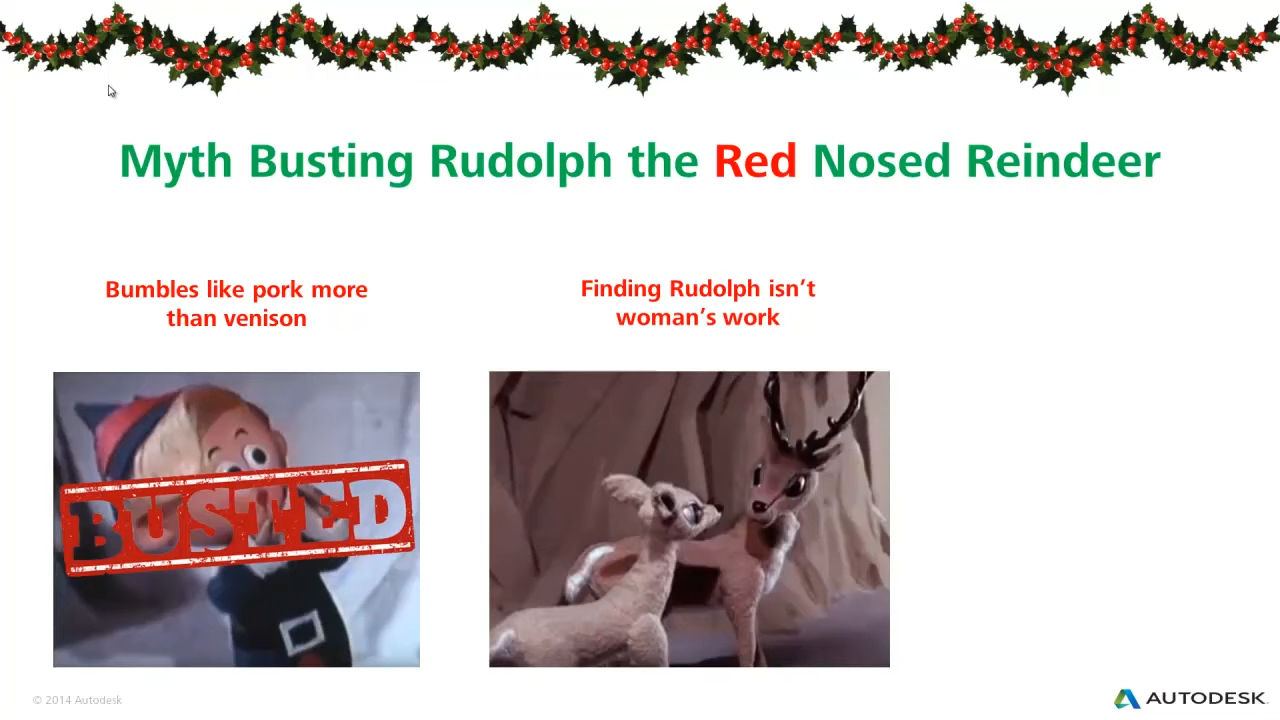 Myth Busting Rudolph the Red Nosed Reindeer
Bumbles like pork more
than venison
Finding Rudolph isn't
woman's work
BUSTED
© 2014 Autodesk
AUTODESK.